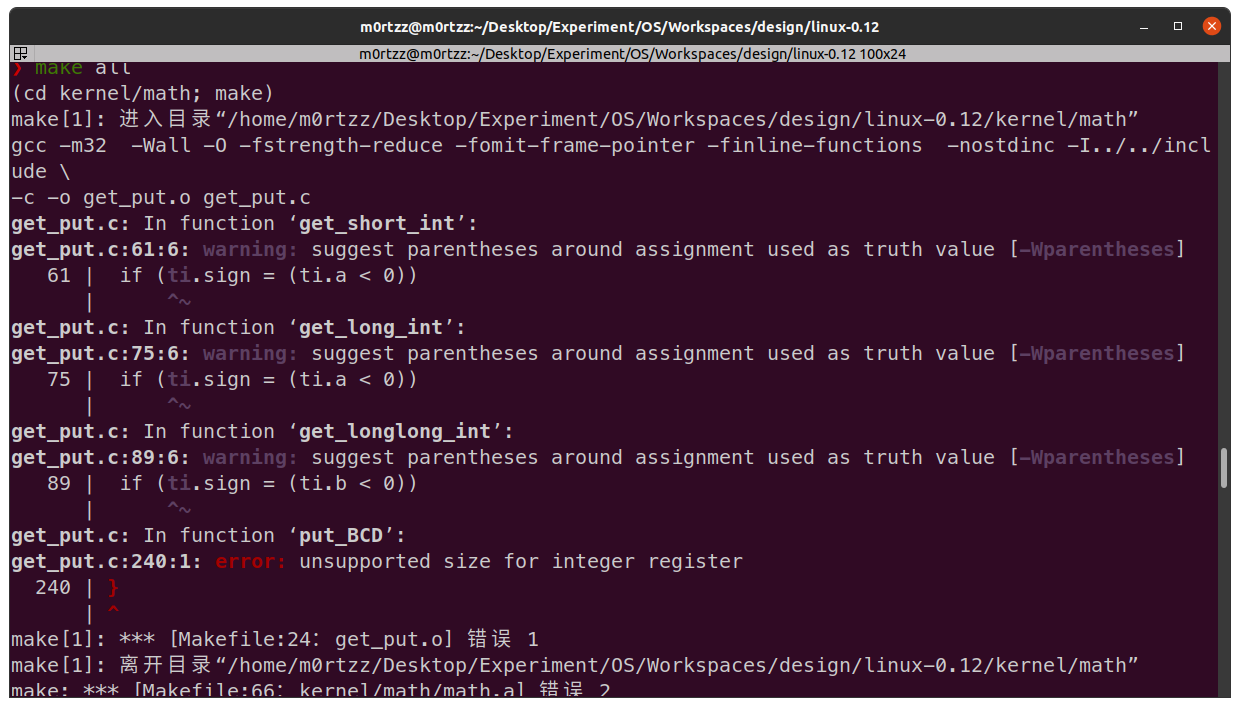 m0rtzz@m0rtzz:~/Desktop/Experiment/OS/Workspaces/design/linux-0.12
m0rtzz@m0rtzz:~/Desktop/Experiment/OS/Workspaces/design/linux-0.12 100x24
❯ make all
(cd kernel/math; make)
make[1]: 进入目录“/home/m0rtzz/Desktop/Experiment/OS/Workspaces/design/linux-0.12/kernel/math”
gcc -m32  -Wall -O -fstrength-reduce -fomit-frame-pointer -finline-functions  -nostdinc -I../../incl
ude \
-c -o get_put.o get_put.c
get_put.c: In function ‘get_short_int’:
get_put.c:61:6: warning: suggest parentheses around assignment used as truth value [-Wparentheses]
   61 |  if (ti.sign = (ti.a < 0))
      |      ^~
get_put.c: In function ‘get_long_int’:
get_put.c:75:6: warning: suggest parentheses around assignment used as truth value [-Wparentheses]
   75 |  if (ti.sign = (ti.a < 0))
      |      ^~
get_put.c: In function ‘get_longlong_int’:
get_put.c:89:6: warning: suggest parentheses around assignment used as truth value [-Wparentheses]
   89 |  if (ti.sign = (ti.b < 0))
      |      ^~
get_put.c: In function ‘put_BCD’:
get_put.c:240:1: error: unsupported size for integer register
  240 | }
      | ^
make[1]: *** [Makefile:24：get_put.o] 错误 1
make[1]: 离开目录“/home/m0rtzz/Desktop/Experiment/OS/Workspaces/design/linux-0.12/kernel/math”
make: *** [Makefile:66：kernel/math/math.a] 错误 2